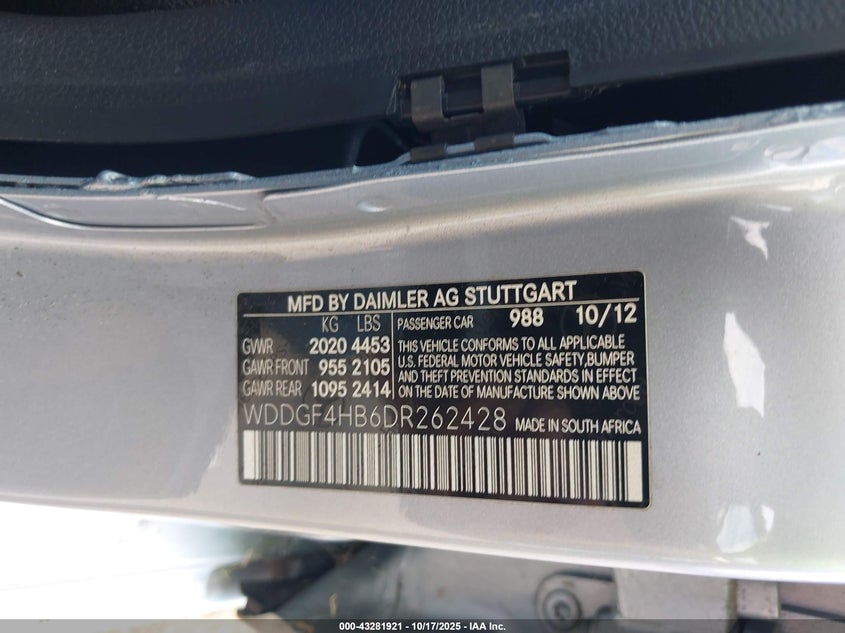 MFD BY DAIMLER AG STUTTGART
KG LBS
GVWR 2020 4453
GAWR FRONT 955 2105
GAWR REAR 1095 2414
PASSENGER CAR 988 10/12
THIS VEHICLE CONFORMS TO ALL APPLICABLE
U.S. FEDERAL MOTOR VEHICLE SAFETY,BUMPER
AND THEFT PREVENTION STANDARDS IN EFFECT
ON THE DATE OF MANUFACTURE SHOWN ABOVE.
WDDGF4HB6DR262428 MADE IN SOUTH AFRICA
000-43281921 - 10/17/2025 - IAA Inc.